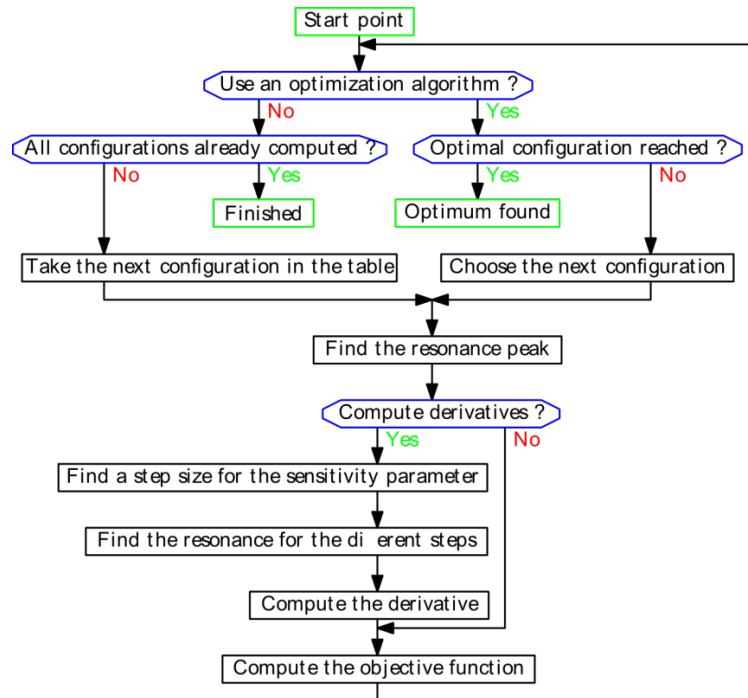 Start point
Use an optimization algorithm ?
No
Yes
All configurations already computed ?
Optimal configuration reached ?
No
Yes
Yes
No
Finished
Optimum found
Take the next configuration in the table
Choose the next configuration
Find the resonance peak
Compute derivatives ?
Yes
No
Find a step size for the sensitivity parameter
Find the resonance for the di erent steps
Compute the derivative
Compute the objective function